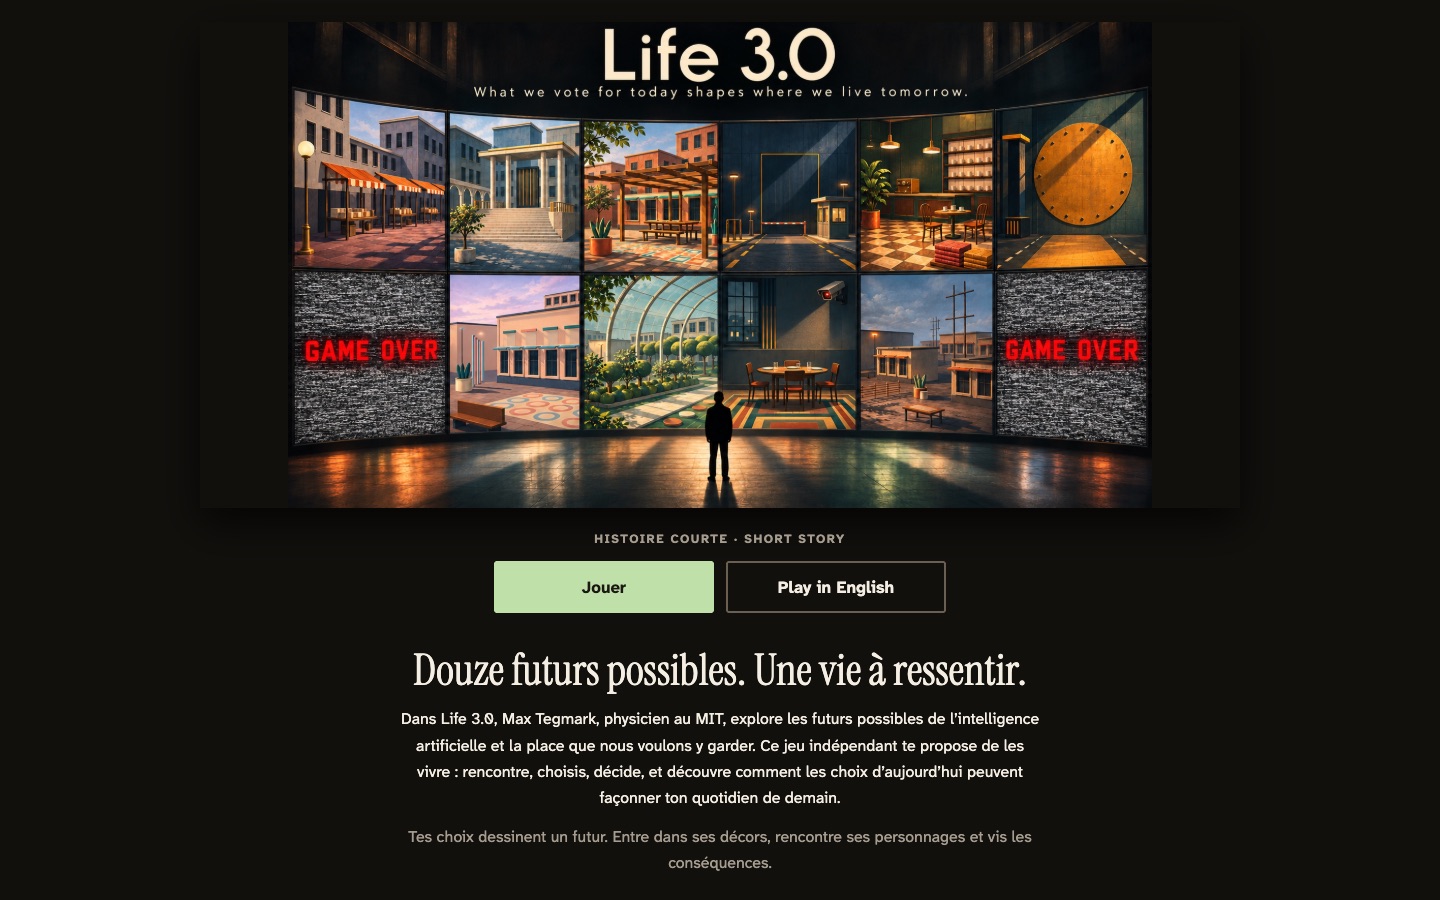 Life 3.0
What we vote for today shapes where we live tomorrow.
GAME OVER
GAME OVER
HISTOIRE COURTE · SHORT STORY
Jouer
Play in English
Douze futurs possibles. Une vie à ressentir.
Dans Life 3.0, Max Tegmark, physicien au MIT, explore les futurs possibles de l’intelligence
artificielle et la place que nous voulons y garder. Ce jeu indépendant te propose de les
vivre : rencontre, choisis, décide, et découvre comment les choix d’aujourd’hui peuvent
façonner ton quotidien de demain.
Tes choix dessinent un futur. Entre dans ses décors, rencontre ses personnages et vis les
conséquences.